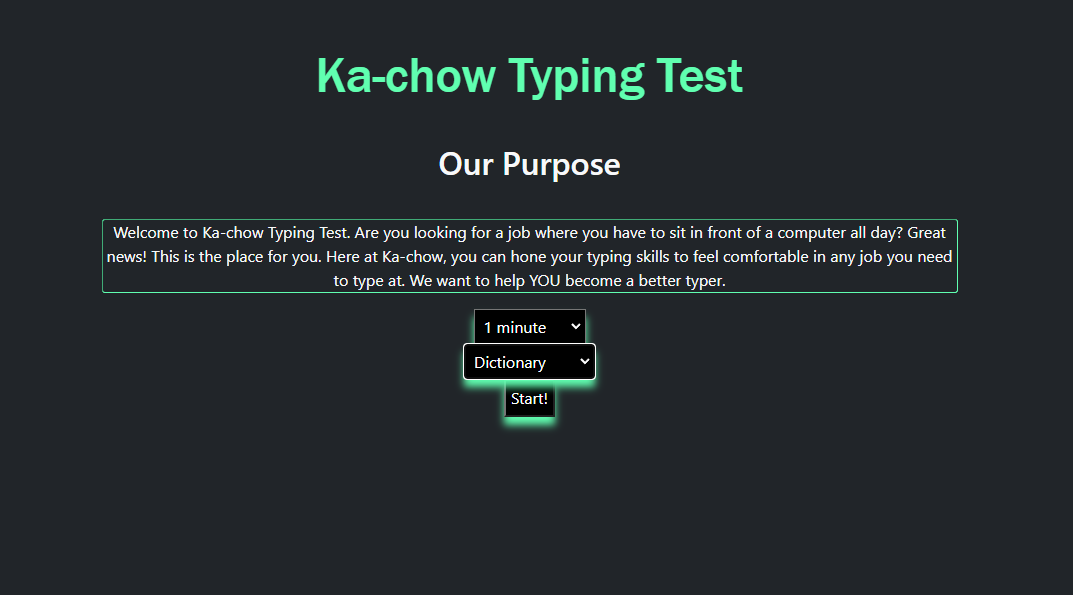 Ka-chow Typing Test
Our Purpose
Welcome to Ka-chow Typing Test. Are you looking for a job where you have to sit in front of a computer all day? Great
news! This is the place for you. Here at Ka-chow, you can hone your typing skills to feel comfortable in any job you need
to type at. We want to help YOU become a better typer.
1 minute
Dictionary
Start!